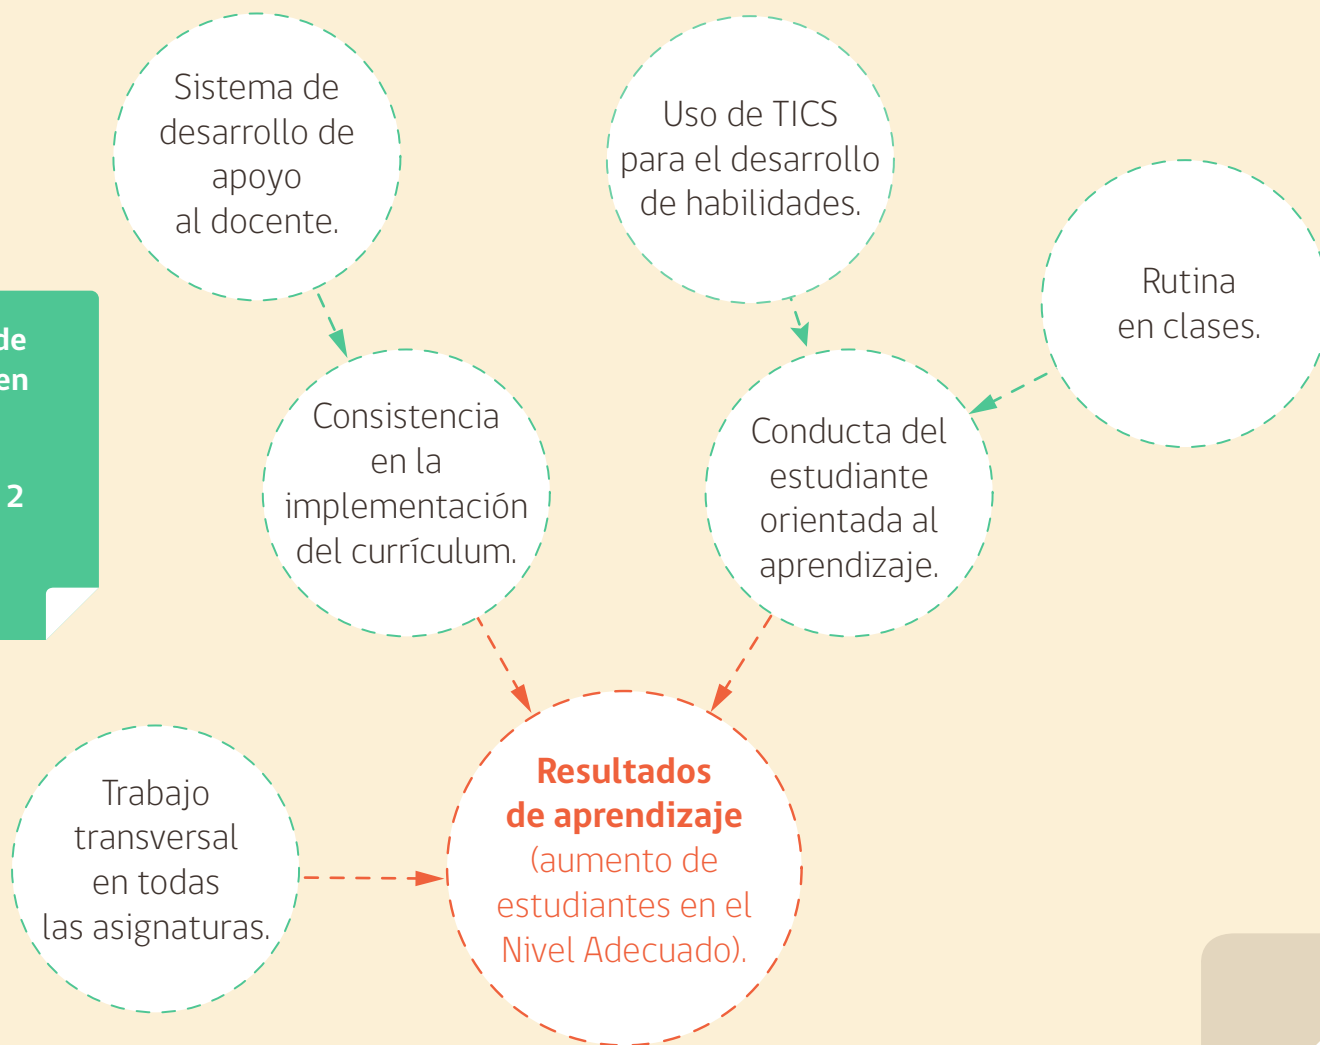 Sistema de
desarrollo de
apoyo
al docente.
Uso de TICS
para el desarrollo
de habilidades.
Rutina
en clases.
de
en
2
Consistencia
en la
implementación
del currículum.
Conducta del
estudiante
orientada al
aprendizaje.
Trabajo
transversal
en todas
las asignaturas.
Resultados
de aprendizaje
(aumento de
estudiantes en el
Nivel Adecuado).